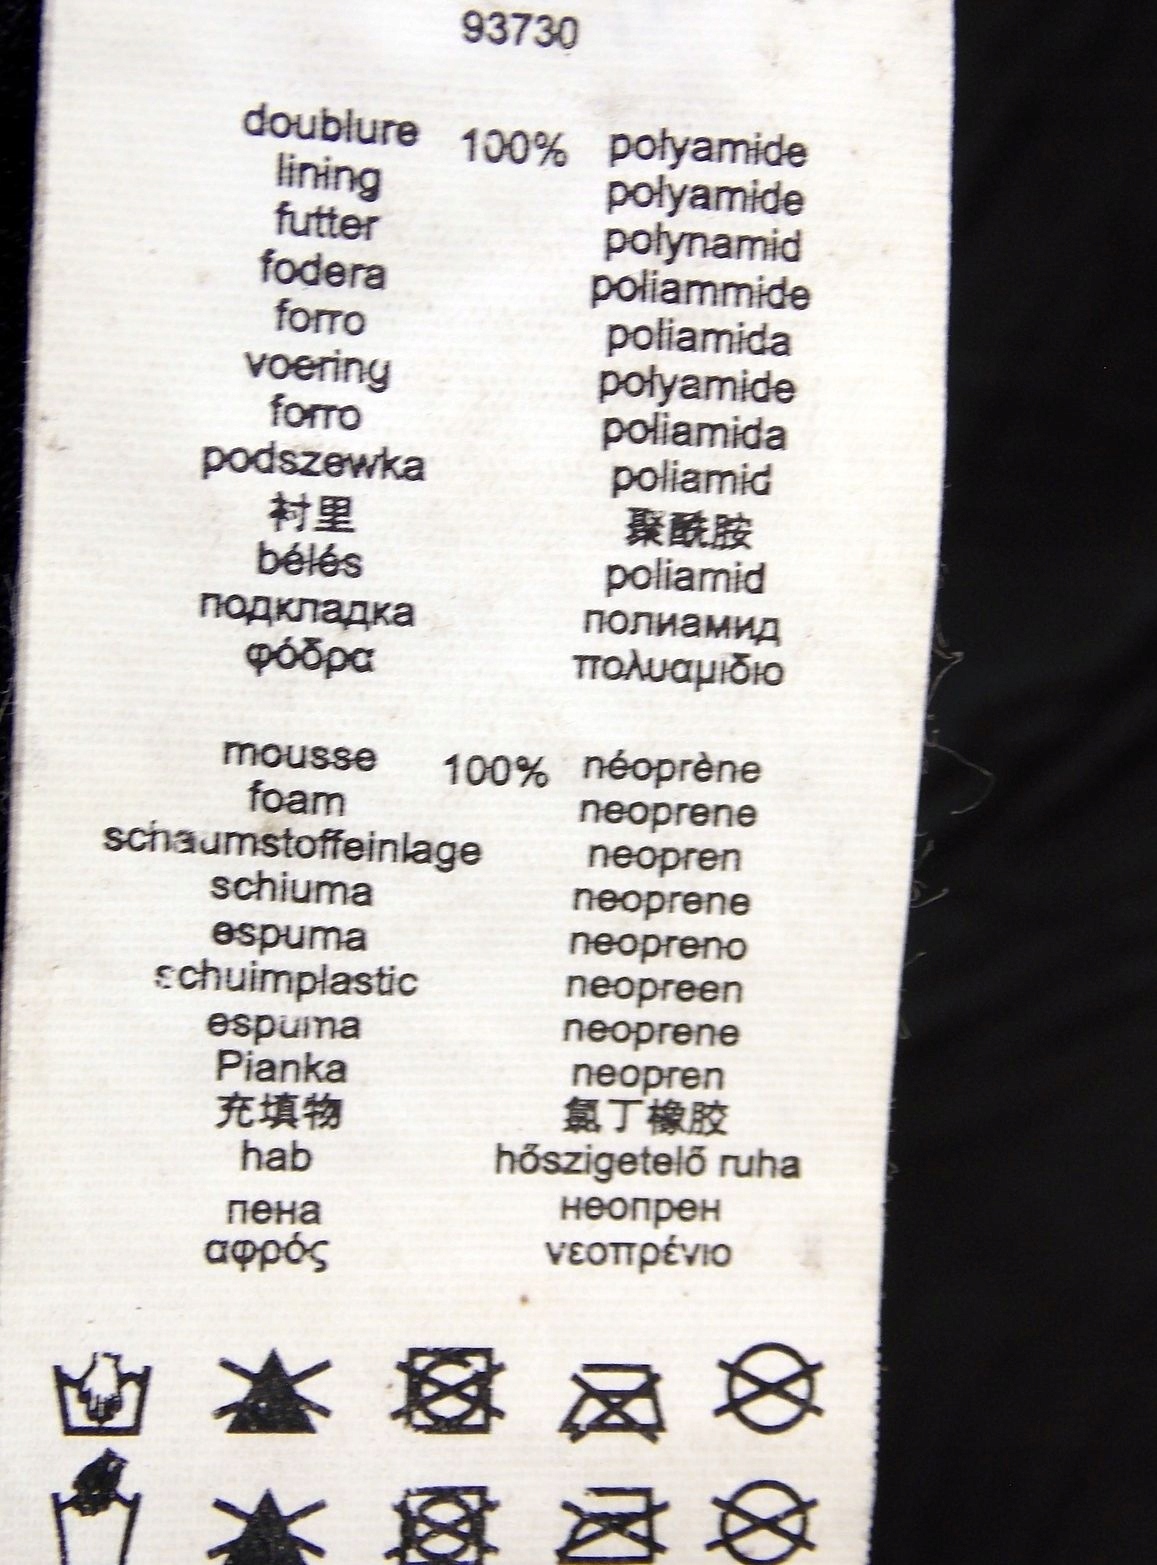 93730
doublure 100% polyamide
lining polyamide
futter polynamid
fodera poliammide
forro poliamida
voering polyamide
forro poliamida
podszewka poliamid
衬里 聚酰胺
bélés poliamid
подкладка полиамид
φόδρα πολυαμιδιο
mousse 100% néoprène
foam neoprene
schaumstoffeinlage neopren
schiuma neoprene
espuma neopreno
schuimplastic neopreen
espuma neoprene
Pianka neopren
充填物 氯丁橡胶
hab hőszigetelő ruha
пена неопрен
αφρός νεοπρένιο